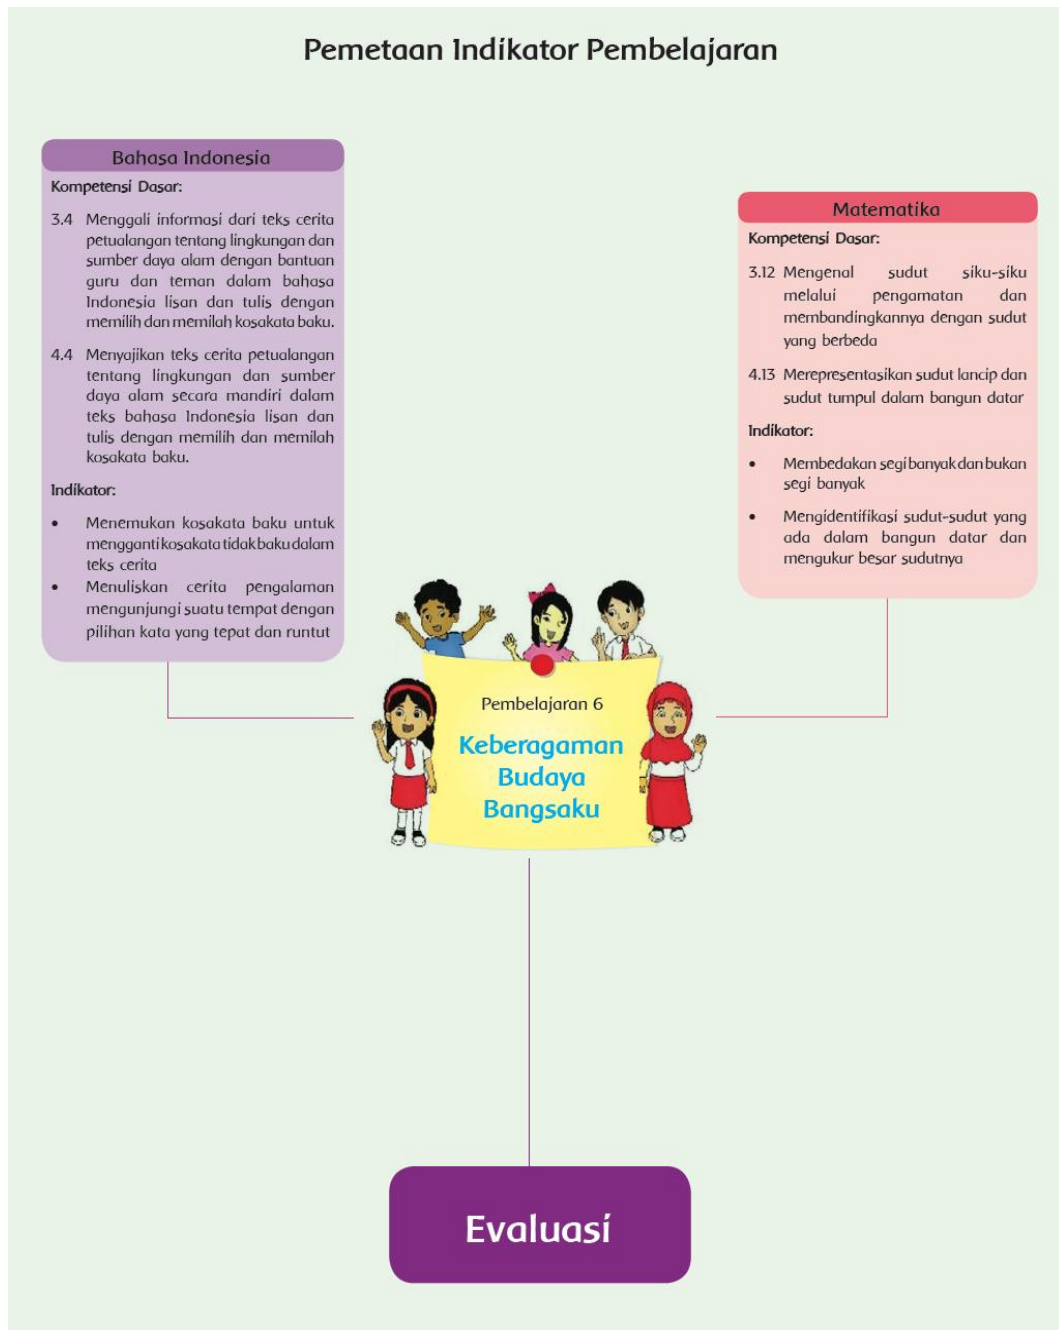 Pemetaan Indikator Pembelajaran
Bahasa Indonesia
Kompetensi Dasar:
3.4 Menggali informasi dari teks cerita
petualangan tentang lingkungan dan
sumber daya alam dengan bantuan
guru dan teman dalam bahasa
Indonesia lisan dan tulis dengan
memilih dan memilah kosakata baku.
4.4 Menyajikan teks cerita petualangan
tentang lingkungan dan sumber
daya alam secara mandiri dalam
teks bahasa Indonesia lisan dan
tulis dengan memilih dan memilah
kosakata baku.
Indikator:
• Menemukan kosakata baku untuk
mengganti kosakata tidak baku dalam
teks cerita
• Menuliskan cerita pengalaman
mengunjungi suatu tempat dengan
pilihan kata yang tepat dan runtut
Matematika
Kompetensi Dasar:
3.12 Mengenal sudut siku-siku
melalui pengamatan dan
membandingkannya dengan sudut
yang berbeda
4.13 Merepresentasikan sudut lancip dan
sudut tumpul dalam bangun datar
Indikator:
• Membedakan segi banyak dan bukan
segi banyak
• Mengidentifikasi sudut-sudut yang
ada dalam bangun datar dan
mengukur besar sudutnya
Pembelajaran 6
Keberagaman
Budaya
Bangsaku
Evaluasi